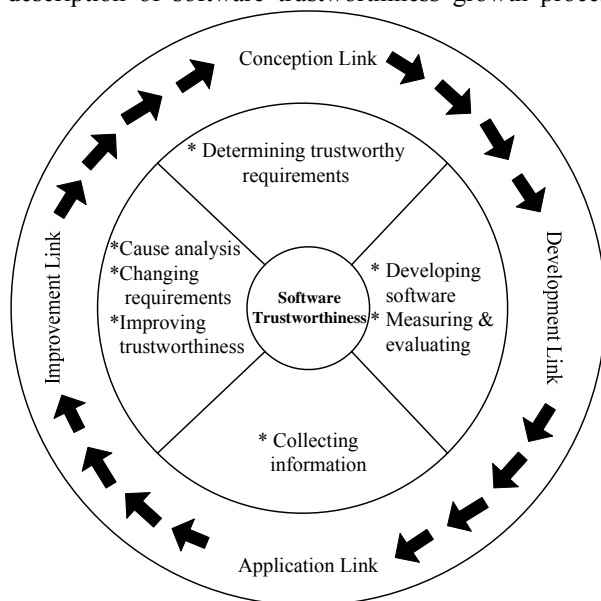 description of software trustworthiness growth proce
Conception Link
* Determining trustworthy
requirements
Development Link
* Developing
software
* Measuring &
evaluating
Application Link
* Collecting
information
Improvement Link
*Cause analysis
*Changing
requirements
*Improving
trustworthiness
Software
Trustworthiness